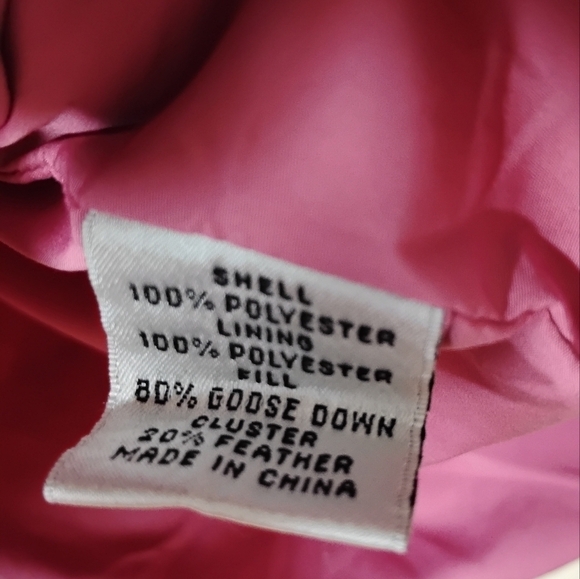 SHELL
100% POLYESTER
LINING
100% POLYESTER
FILL
80% GOOSE DOWN
CLUSTER
20% FEATHER
MADE IN CHINA